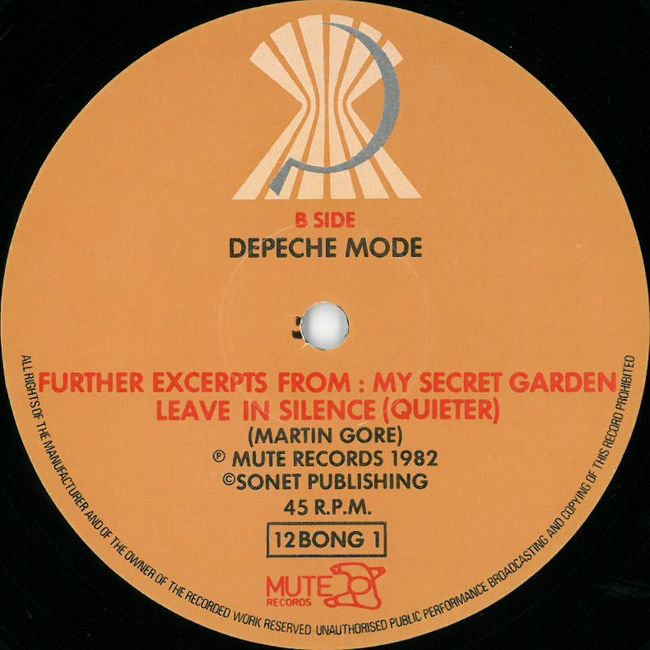 B SIDE
DEPECHE MODE
FURTHER EXCERPTS FROM : MY SECRET GARDEN
LEAVE IN SILENCE (QUIETER)
(MARTIN GORE)
℗ MUTE RECORDS 1982
©SONET PUBLISHING
45 R.P.M.
12 BONG 1
MUTE
RECORDS
ALL RIGHTS OF THE MANUFACTURER AND OF THE OWNER OF THE RECORDED WORK RESERVED UNAUTHORISED PUBLIC PERFORMANCE BROADCASTING AND COPYING OF THIS RECORD PROHIBITED